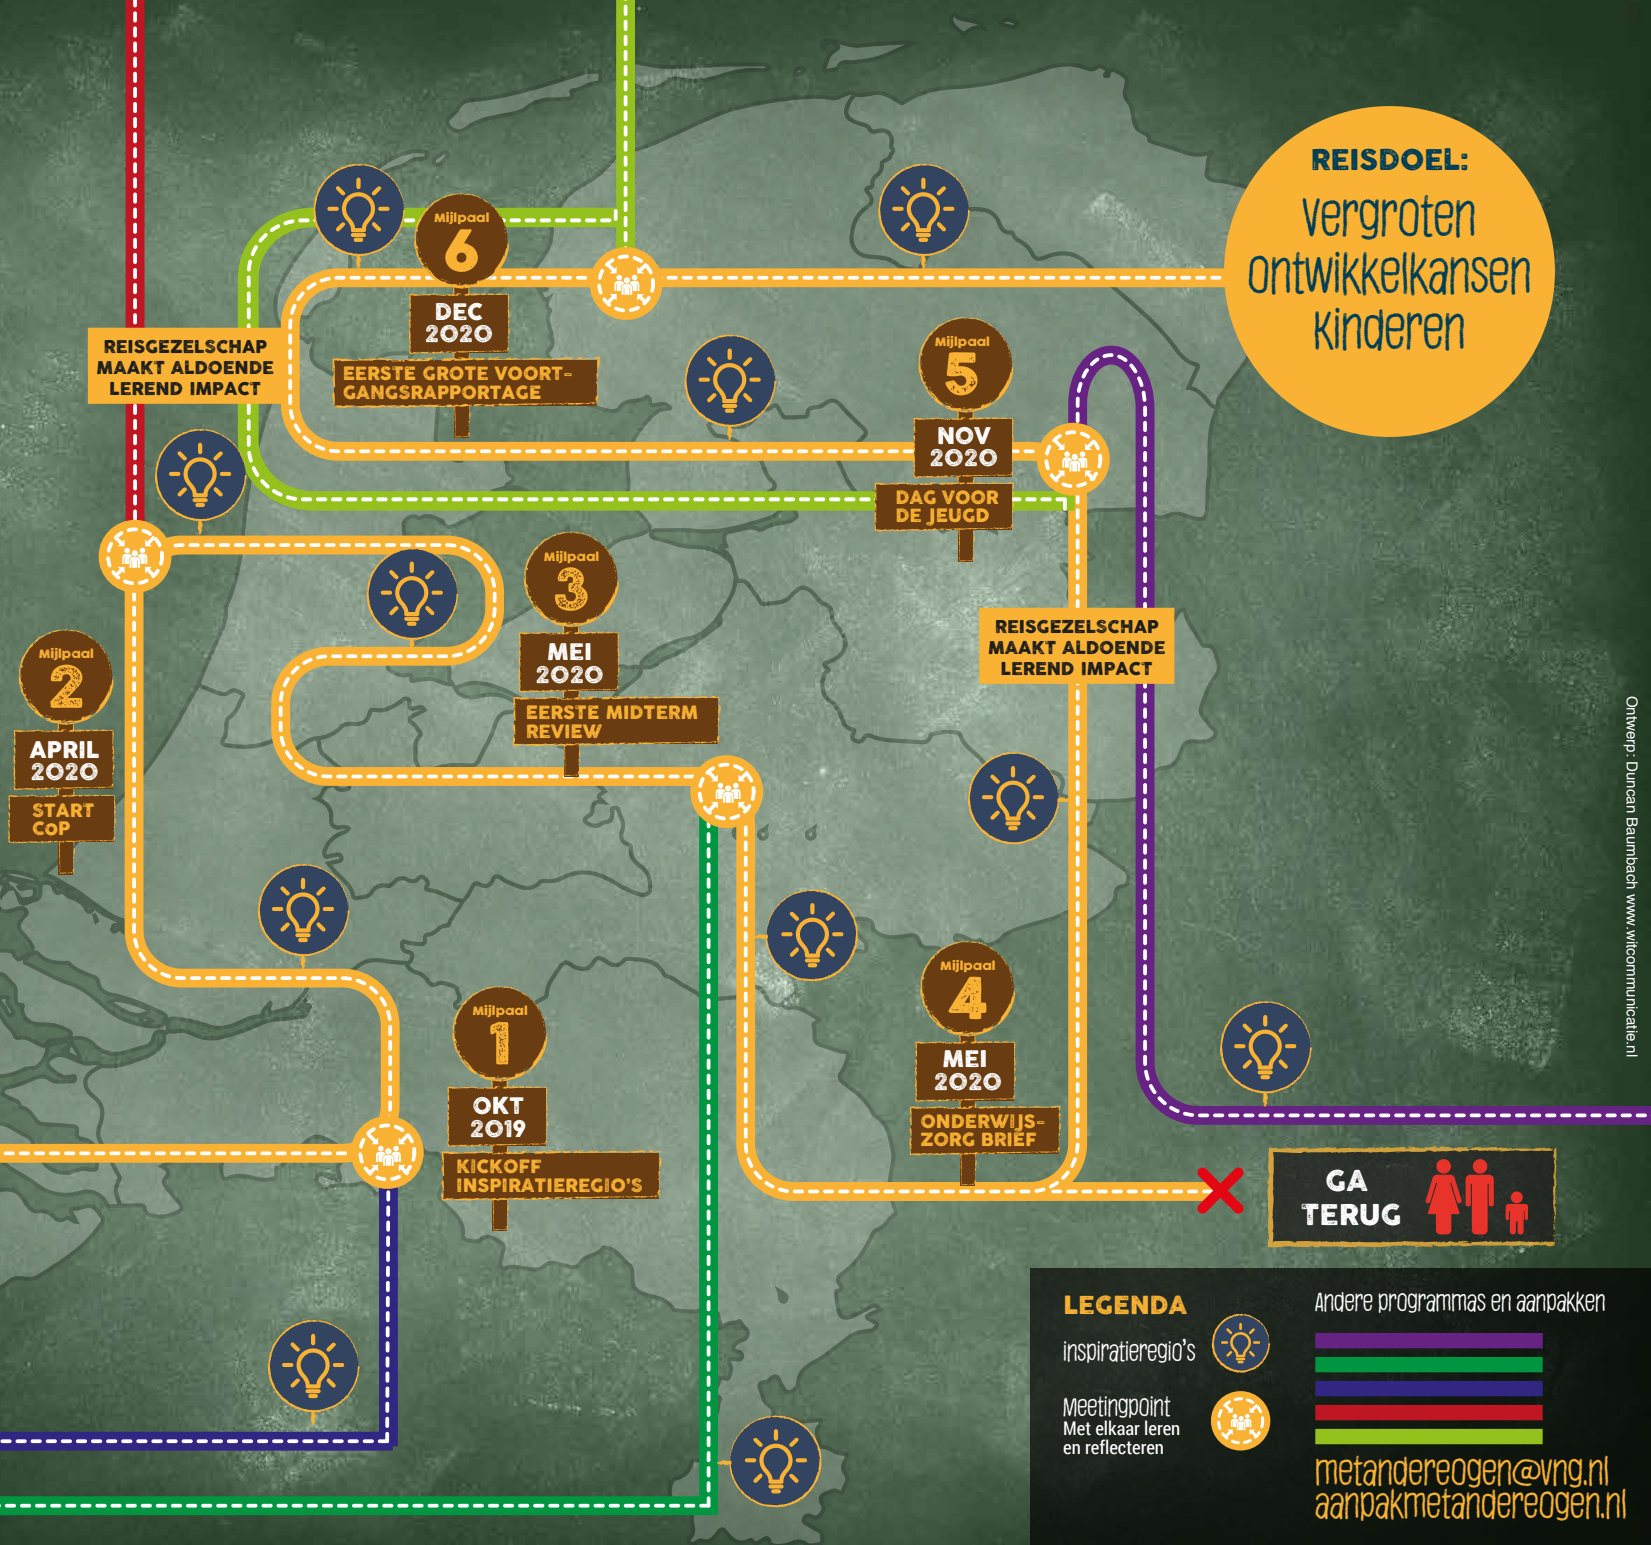 REISDOEL:
Vergroten
ontwikkelkansen
kinderen
Mijlpaal
6
DEC
2020
EERSTE GROTE VOORT-
GANGSRAPPORTAGE
REISGEZELSCHAP
MAAKT ALDOENDE
LEREND IMPACT
Mijlpaal
5
NOV
2020
DAG VOOR
DE JEUGD
Mijlpaal
3
MEI
2020
EERSTE MIDTERM
REVIEW
REISGEZELSCHAP
MAAKT ALDOENDE
LEREND IMPACT
Mijlpaal
2
APRIL
2020
START
CoP
Mijlpaal
4
MEI
2020
ONDERWIJS-
ZORG BRIEF
Mijlpaal
1
OKT
2019
KICKOFF
INSPIRATIEREGIO'S
GA
TERUG
Ontwerp: Duncan Baumbach www.witcommunicatie.nl
LEGENDA
inspiratieregio's
Meetingpoint
Met elkaar leren
en reflecteren
Andere programmas en aanpakken
metandereogen@vng.nl
aanpakmetandereogen.nl